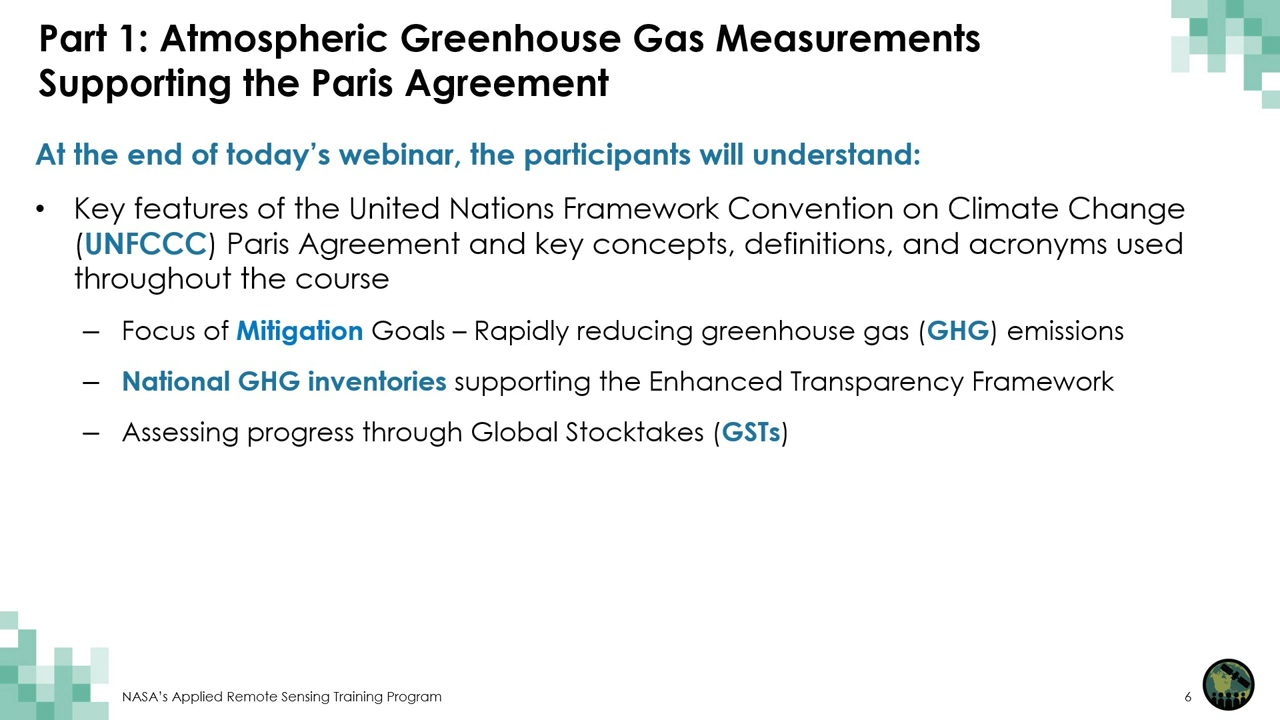 Part 1: Atmospheric Greenhouse Gas Measurements
Supporting the Paris Agreement
At the end of today’s webinar, the participants will understand:
• Key features of the United Nations Framework Convention on Climate Change
(UNFCCC) Paris Agreement and key concepts, definitions, and acronyms used
throughout the course
– Focus of Mitigation Goals – Rapidly reducing greenhouse gas (GHG) emissions
– National GHG inventories supporting the Enhanced Transparency Framework
– Assessing progress through Global Stocktakes (GSTs)
NASA’s Applied Remote Sensing Training Program
6